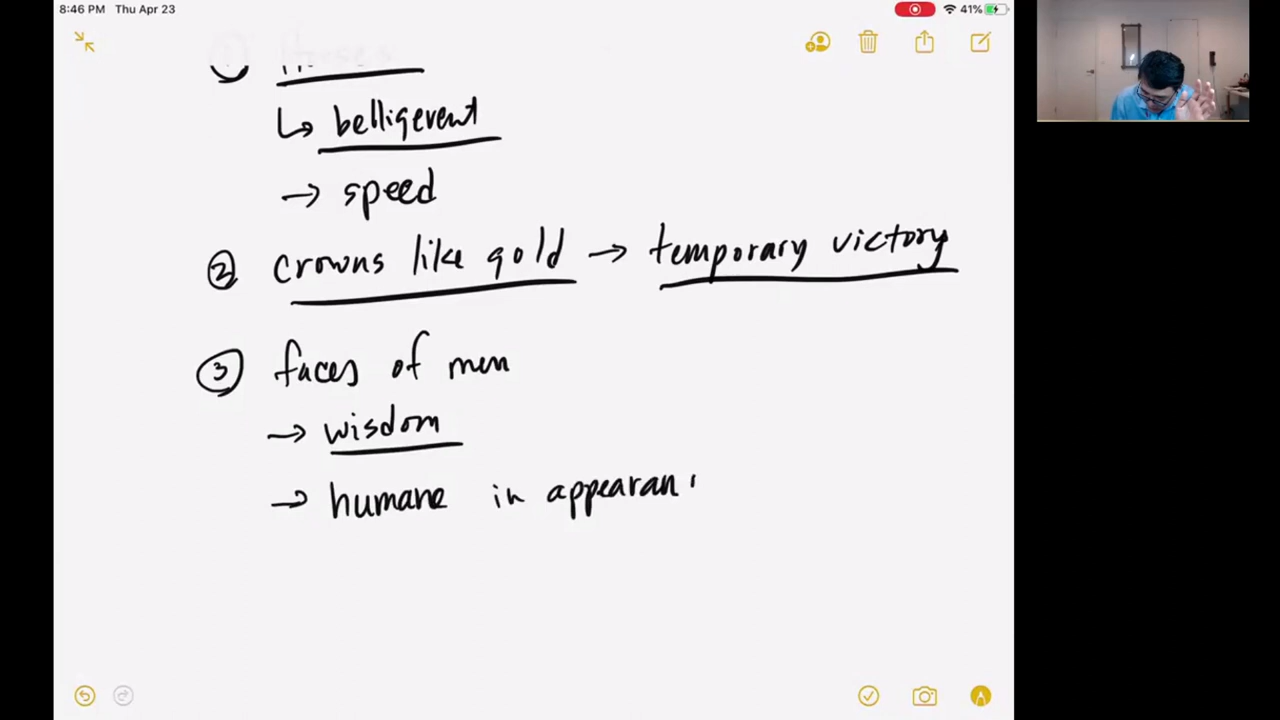 8:46 PM Thu Apr 23
41%
①
↳ belligerent
→ speed
② crowns like gold → temporary victory
③ faces of men
→ wisdom
→ humane in appearan